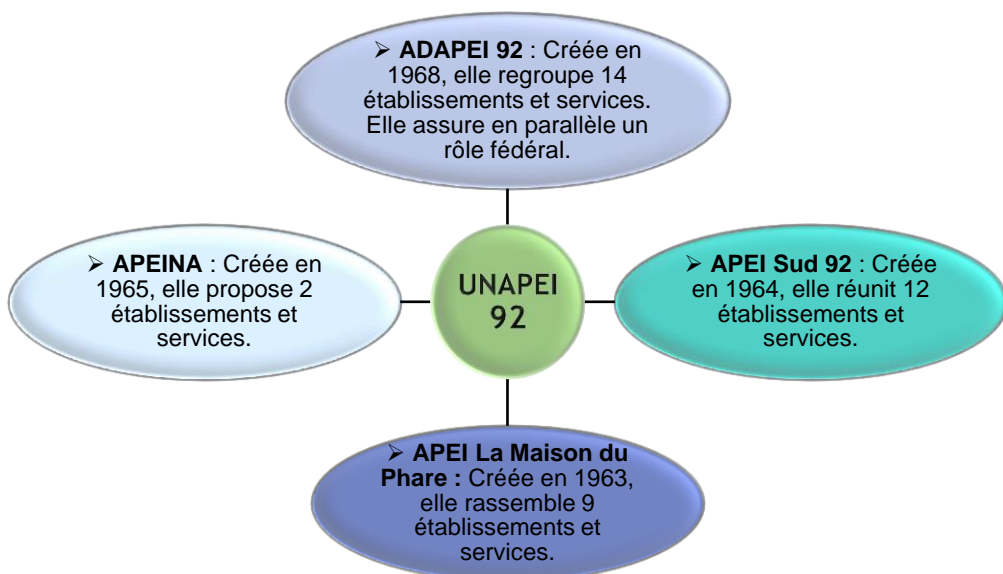 ➢ ADAPEI 92 : Créée en
1968, elle regroupe 14
établissements et services.
Elle assure en parallèle un
rôle fédéral.
➢ APEINA : Créée en
1965, elle propose 2
établissements et
services.
UNAPEI
92
➢ APEI Sud 92 : Créée
en 1964, elle réunit 12
établissements et
services.
➢ APEI La Maison du
Phare : Créée en 1963,
elle rassemble 9
établissements et
services.